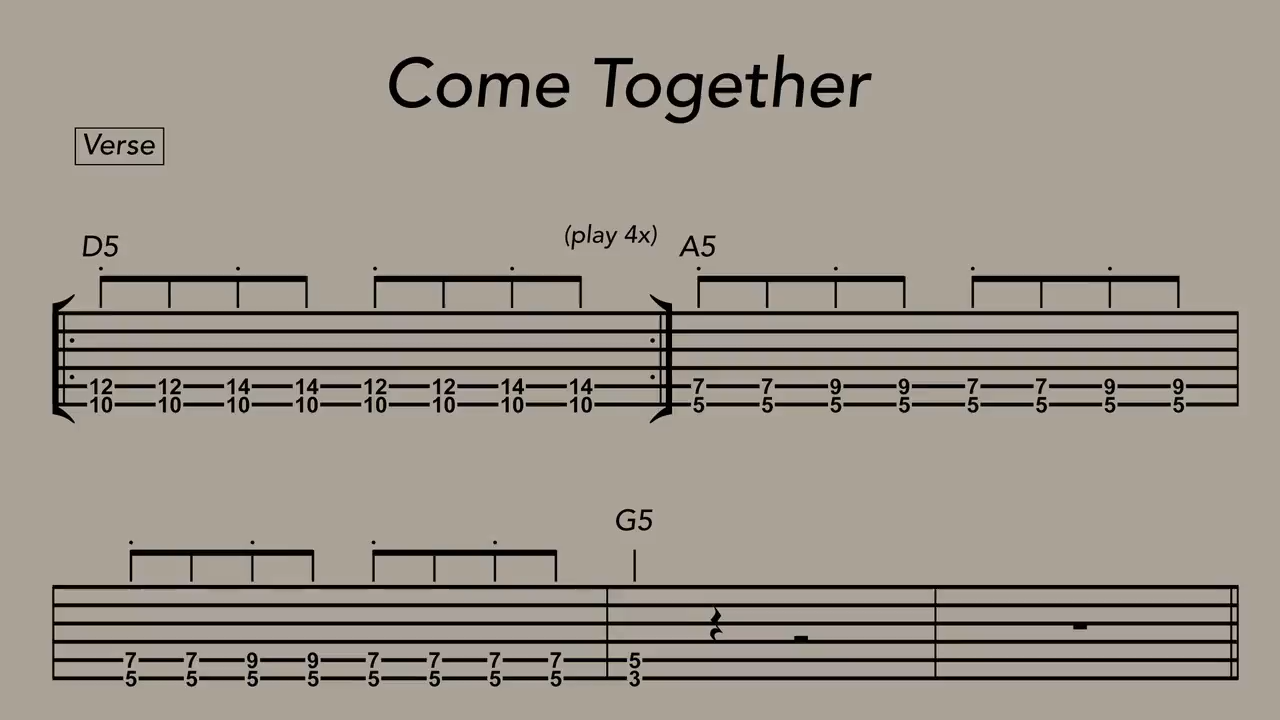 Come Together
Verse
D5 (play 4x) A5
12 12 14 14 12 12 14 14 7 7 9 9 7 7 9 9
10 10 10 10 10 10 10 10 5 5 5 5 5 5 5 5
G5
7 7 9 9 7 7 7 7 5
5 5 5 5 5 5 5 5 3